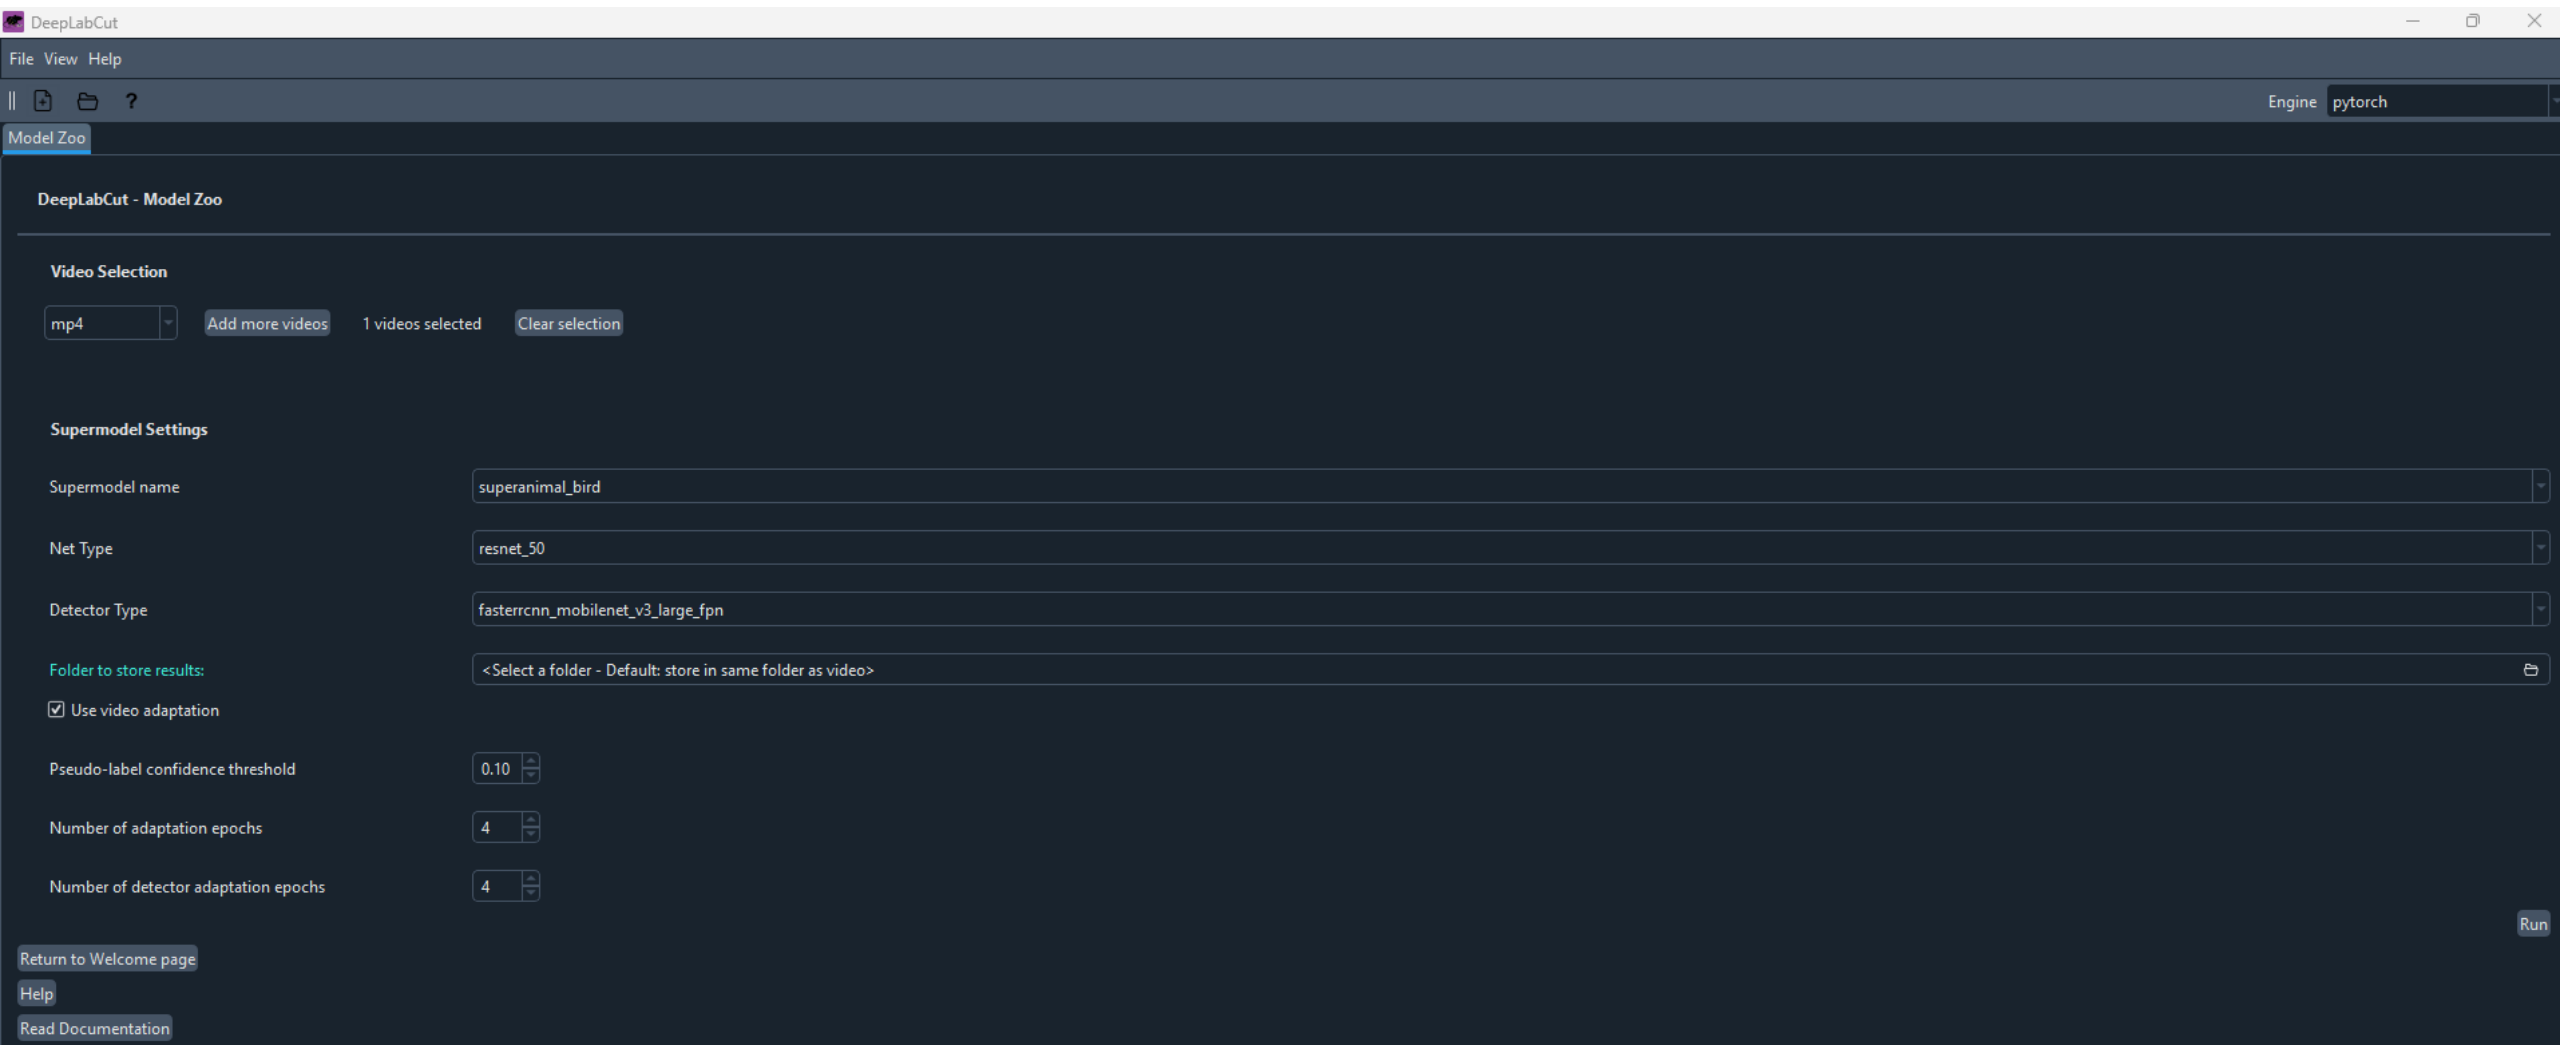 DeepLabCut
File View Help
? Engine pytorch
Model Zoo
DeepLabCut - Model Zoo
Video Selection
mp4 Add more videos 1 videos selected Clear selection
Supermodel Settings
Supermodel name superanimal_bird
Net Type resnet_50
Detector Type fasterrcnn_mobilenet_v3_large_fpn
Folder to store results: <Select a folder - Default: store in same folder as video>
Use video adaptation
Pseudo-label confidence threshold 0.10
Number of adaptation epochs 4
Number of detector adaptation epochs 4
Run
Return to Welcome page
Help
Read Documentation